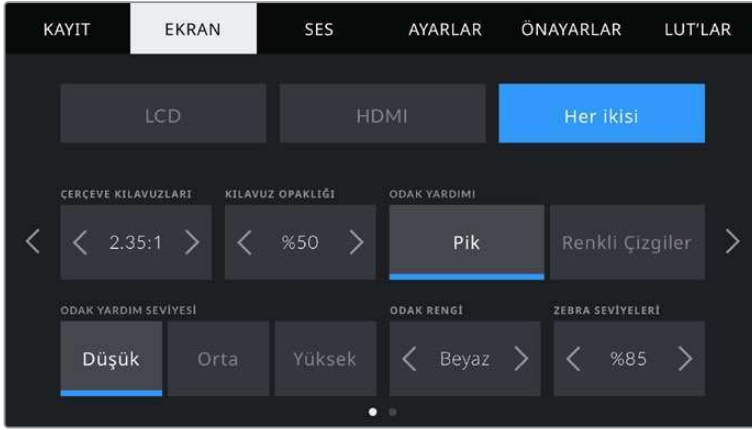 KAYIT EKRAN SES AYARLAR ÖNAYARLAR LUT'LAR
LCD HDMI Her ikisi
ÇERÇEVE KILAVUZLARI KILAVUZ OPAKLIĞI ODAK YARDIMI
2.35:1 %50 Pik Renkli Çizgiler
ODAK YARDIM SEVİYESİ ODAK RENGİ ZEBRA SEVİYELERİ
Düşük Orta Yüksek Beyaz %85